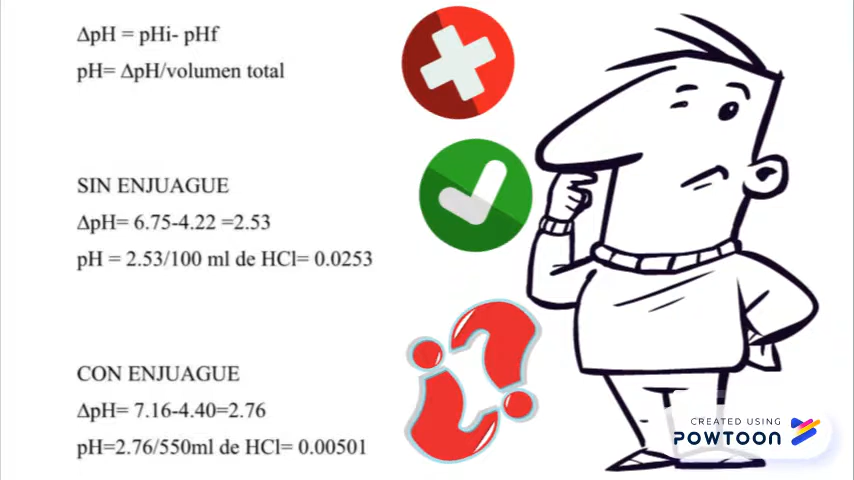 ΔpH = pHi- pHf
pH= ΔpH/volumen total
SIN ENJUAGUE
ΔpH= 6.75-4.22 =2.53
pH = 2.53/100 ml de HCl= 0.0253
CON ENJUAGUE
ΔpH= 7.16-4.40=2.76
pH=2.76/550ml de HCl= 0.00501
CREATED USING
POWTOON